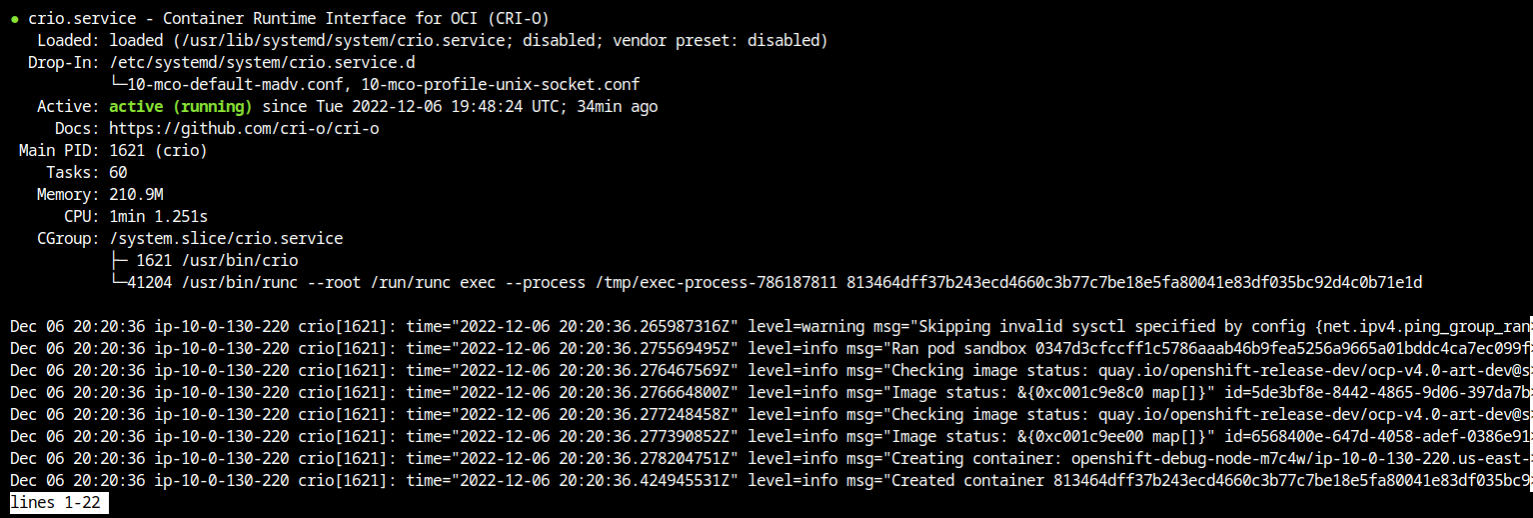 ● crio.service - Container Runtime Interface for OCI (CRI-O)
   Loaded: loaded (/usr/lib/systemd/system/crio.service; disabled; vendor preset: disabled)
  Drop-In: /etc/systemd/system/crio.service.d
           └─10-mco-default-madv.conf, 10-mco-profile-unix-socket.conf
   Active: active (running) since Tue 2022-12-06 19:48:24 UTC; 34min ago
     Docs: https://github.com/cri-o/cri-o
 Main PID: 1621 (crio)
    Tasks: 60
   Memory: 210.9M
      CPU: 1min 1.251s
   CGroup: /system.slice/crio.service
           ├─ 1621 /usr/bin/crio
           └─41204 /usr/bin/runc --root /run/runc exec --process /tmp/exec-process-786187811 813464dff37b243ecd4660c3b77c7be18e5fa80041e83df035bc92d4c0b71e1d
Dec 06 20:20:36 ip-10-0-130-220 crio[1621]: time="2022-12-06 20:20:36.265987316Z" level=warning msg="Skipping invalid sysctl specified by config {net.ipv4.ping_group_ran
Dec 06 20:20:36 ip-10-0-130-220 crio[1621]: time="2022-12-06 20:20:36.275569495Z" level=info msg="Ran pod sandbox 0347d3cfccff1c5786aaab46b9fea5256a9665a01bddc4ca7ec099f
Dec 06 20:20:36 ip-10-0-130-220 crio[1621]: time="2022-12-06 20:20:36.276467569Z" level=info msg="Checking image status: quay.io/openshift-release-dev/ocp-v4.0-art-dev@s
Dec 06 20:20:36 ip-10-0-130-220 crio[1621]: time="2022-12-06 20:20:36.276664800Z" level=info msg="Image status: &{0xc001c9e8c0 map[]}" id=5de3bf8e-8442-4865-9d06-397da7b
Dec 06 20:20:36 ip-10-0-130-220 crio[1621]: time="2022-12-06 20:20:36.277248458Z" level=info msg="Checking image status: quay.io/openshift-release-dev/ocp-v4.0-art-dev@s
Dec 06 20:20:36 ip-10-0-130-220 crio[1621]: time="2022-12-06 20:20:36.277390852Z" level=info msg="Image status: &{0xc001c9ee00 map[]}" id=6568400e-647d-4058-adef-0386e91
Dec 06 20:20:36 ip-10-0-130-220 crio[1621]: time="2022-12-06 20:20:36.278204751Z" level=info msg="Creating container: openshift-debug-node-m7c4w/ip-10-0-130-220.us-east-
Dec 06 20:20:36 ip-10-0-130-220 crio[1621]: time="2022-12-06 20:20:36.424945531Z" level=info msg="Created container 813464dff37b243ecd4660c3b77c7be18e5fa80041e83df035bc9
lines 1-22